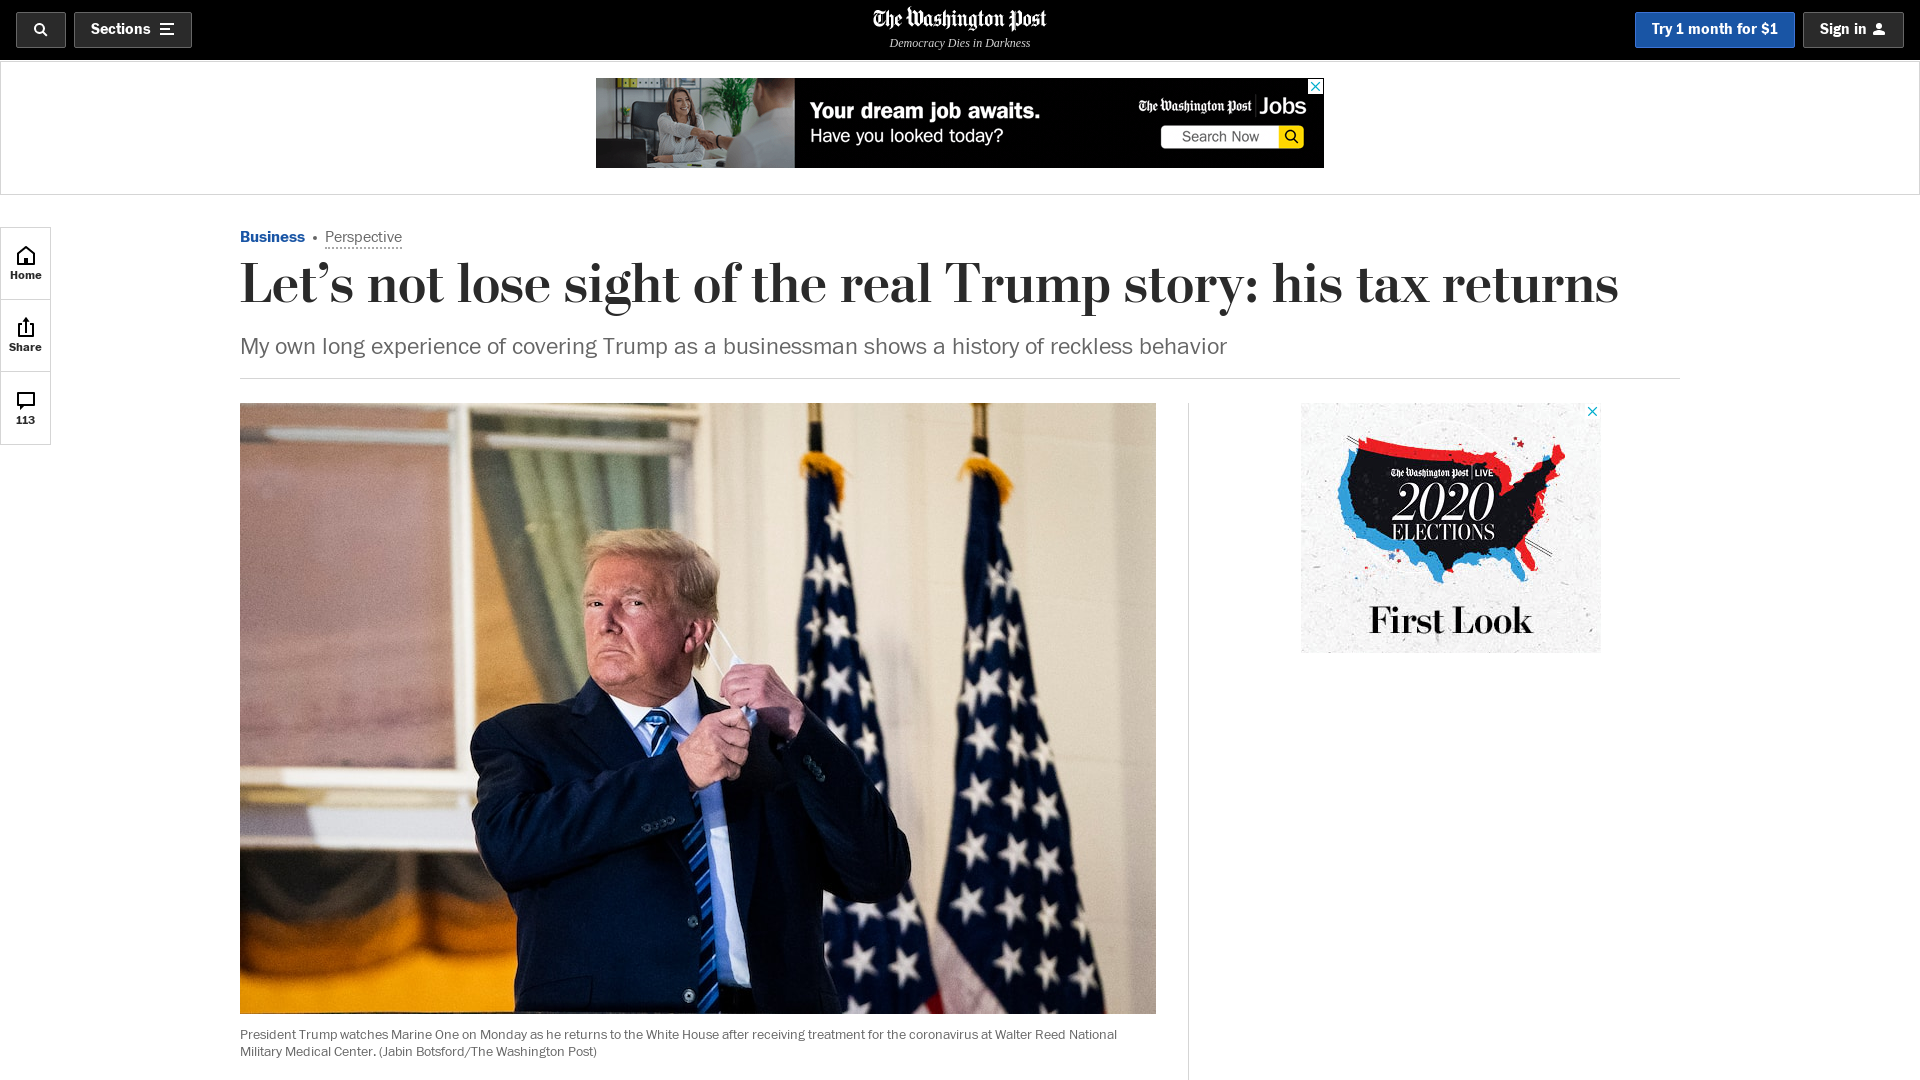 Sections
The Washington Post
Democracy Dies in Darkness
Try 1 month for $1
Sign in
Your dream job awaits.
Have you looked today?
The Washington Post Jobs
Search Now
Home
Share
113
Business • Perspective
Let’s not lose sight of the real Trump story: his tax returns
My own long experience of covering Trump as a businessman shows a history of reckless behavior
The Washington Post LIVE
2020
ELECTIONS
First Look
President Trump watches Marine One on Monday as he returns to the White House after receiving treatment for the coronavirus at Walter Reed National
Military Medical Center. (Jabin Botsford/The Washington Post)